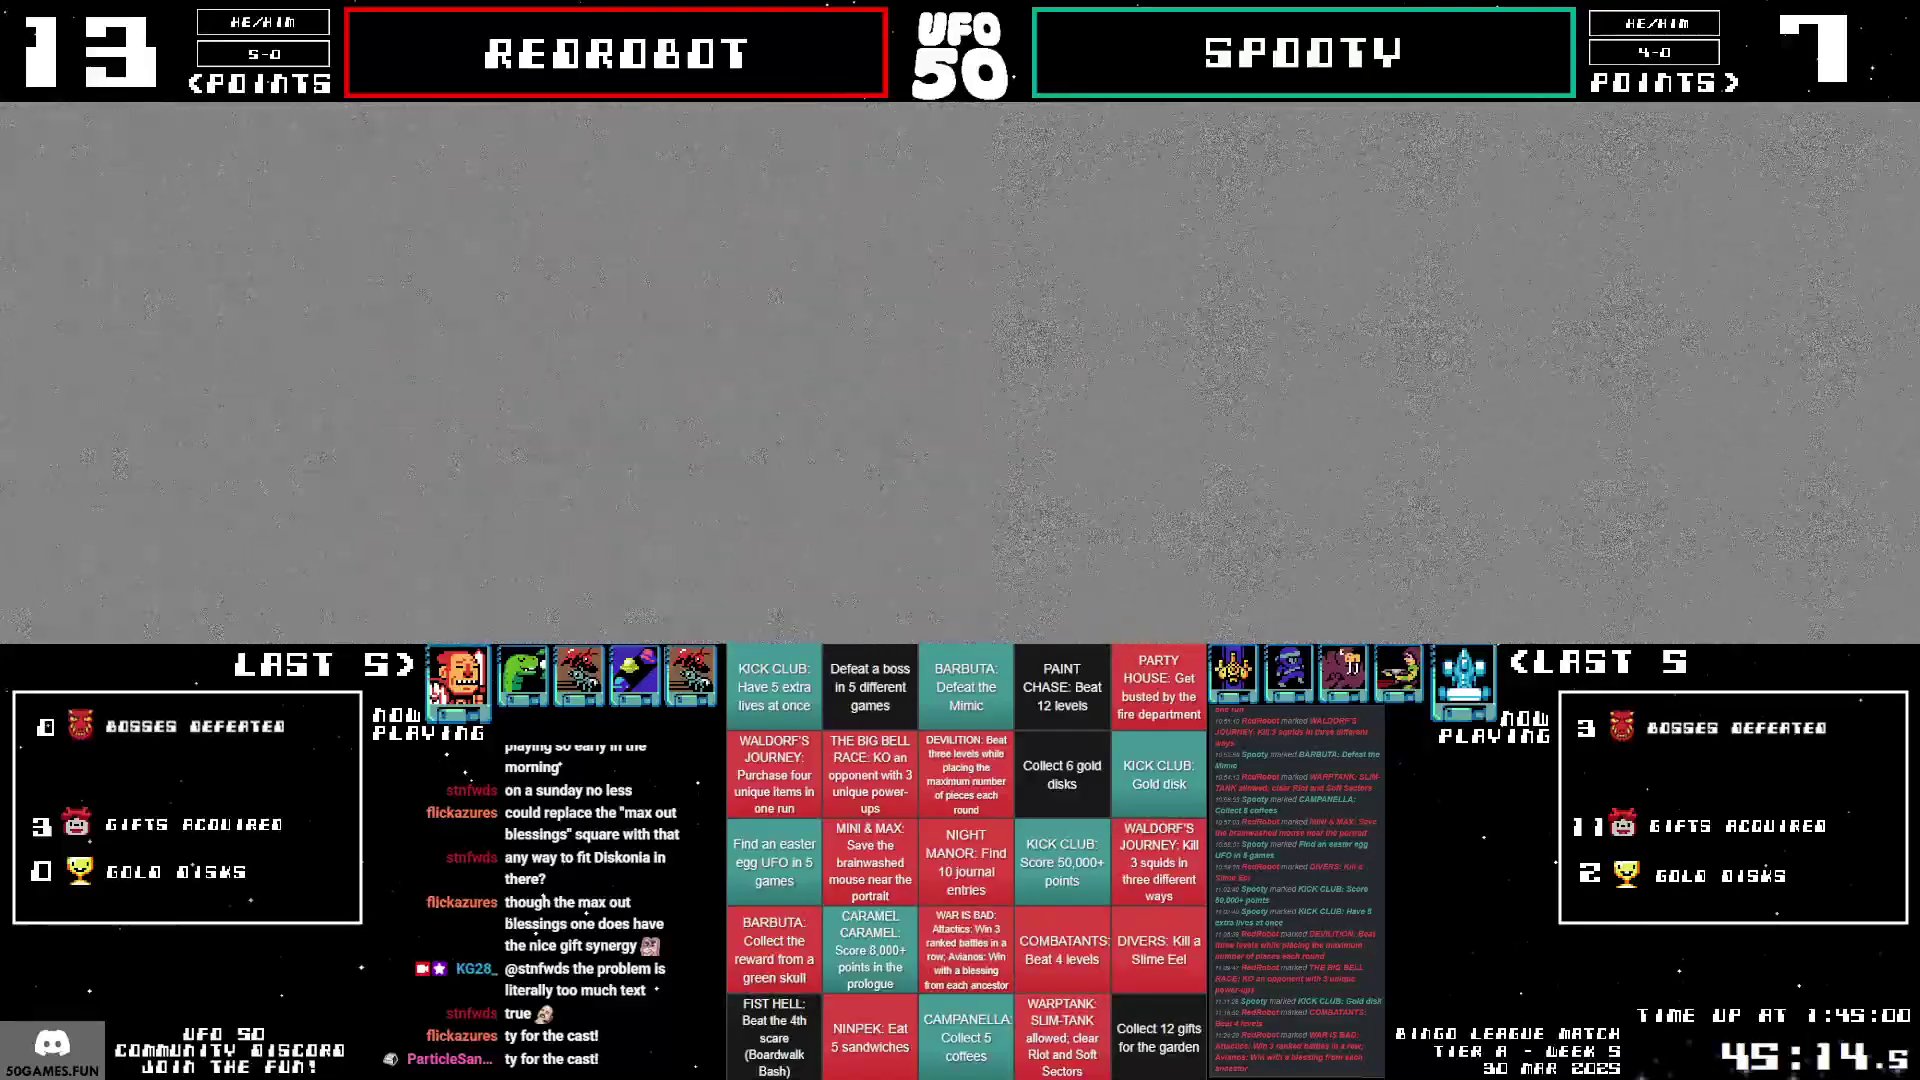 13
HE/HIM
5-0
<POINTS
REDROBOT
UFO
50
SPOOTY
HE/HIM
4-0
POINTS>
7
LAST 5>
NOW
PLAYING
0 BOSSES DEFEATED
3 GIFTS ACQUIRED
0 GOLD DISKS
playing so early in the
morning*
stnfwds on a sunday no less
flickazures could replace the "max out
blessings" square with that
stnfwds any way to fit Diskonia in
there?
flickazures though the max out
blessings one does have
the nice gift synergy
KG28_ @stnfwds the problem is
literally too much text
stnfwds true
flickazures ty for the cast!
ParticleSan... ty for the cast!
50GAMES.FUN
UFO 50
COMMUNITY DISCORD
JOIN THE FUN!
KICK CLUB:
Have 5 extra
lives at once
Defeat a boss
in 5 different
games
BARBUTA:
Defeat the
Mimic
PAINT
CHASE: Beat
12 levels
PARTY
HOUSE: Get
busted by the
fire department
WALDORF'S
JOURNEY:
Purchase four
unique items in
one run
THE BIG BELL
RACE: KO an
opponent with 3
unique power-
ups
DEVILITION: Beat
three levels while
placing the
maximum number
of pieces each
round
Collect 6 gold
disks
KICK CLUB:
Gold disk
Find an easter
egg UFO in 5
games
MINI & MAX:
Save the
brainwashed
mouse near the
portrait
NIGHT
MANOR: Find
10 journal
entries
KICK CLUB:
Score 50,000+
points
WALDORF'S
JOURNEY: Kill
3 squids in
three different
ways
BARBUTA:
Collect the
reward from a
green skull
CARAMEL
CARAMEL:
Score 8,000+
points in the
prologue
WAR IS BAD:
Attactics: Win 3
ranked battles in a
row; Avianos: Win
with a blessing
from each ancestor
COMBATANTS:
Beat 4 levels
DIVERS: Kill a
Slime Eel
FIST HELL:
Beat the 4th
scare
(Boardwalk
Bash)
NINPEK: Eat
5 sandwiches
CAMPANELLA:
Collect 5
coffees
WARPTANK:
SLIM-TANK
allowed; clear
Riot and Soft
Sectors
Collect 12 gifts
for the garden
one run
RedRobot marked WALDORF'S
JOURNEY: Kill 3 squids in three different
ways
Spooty marked BARBUTA: Defeat the
Mimic
RedRobot marked WARPTANK: SLIM-
TANK allowed; clear Riot and Soft Sectors
Spooty marked CAMPANELLA:
Collect 5 coffees
RedRobot marked MINI & MAX: Save
the brainwashed mouse near the portrait
Spooty marked Find an easter egg
UFO in 5 games
RedRobot marked DIVERS: Kill a
Slime Eel
Spooty marked KICK CLUB: Score
50,000+ points
Spooty marked KICK CLUB: Have 5
extra lives at once
RedRobot marked DEVILITION: Beat
three levels while placing the maximum
number of pieces each round
RedRobot marked THE BIG BELL
RACE: KO an opponent with 3 unique
power-ups
Spooty marked KICK CLUB: Gold disk
RedRobot marked COMBATANTS:
Beat 4 levels
RedRobot marked WAR IS BAD:
Attactics: Win 3 ranked battles in a row;
Avianos: Win with a blessing from each
ancestor
<LAST 5
NOW
PLAYING
3 BOSSES DEFEATED
11 GIFTS ACQUIRED
2 GOLD DISKS
BINGO LEAGUE MATCH
TIER A - WEEK 5
30 MAR 2025
TIME UP AT 1:45:00
45:14.5